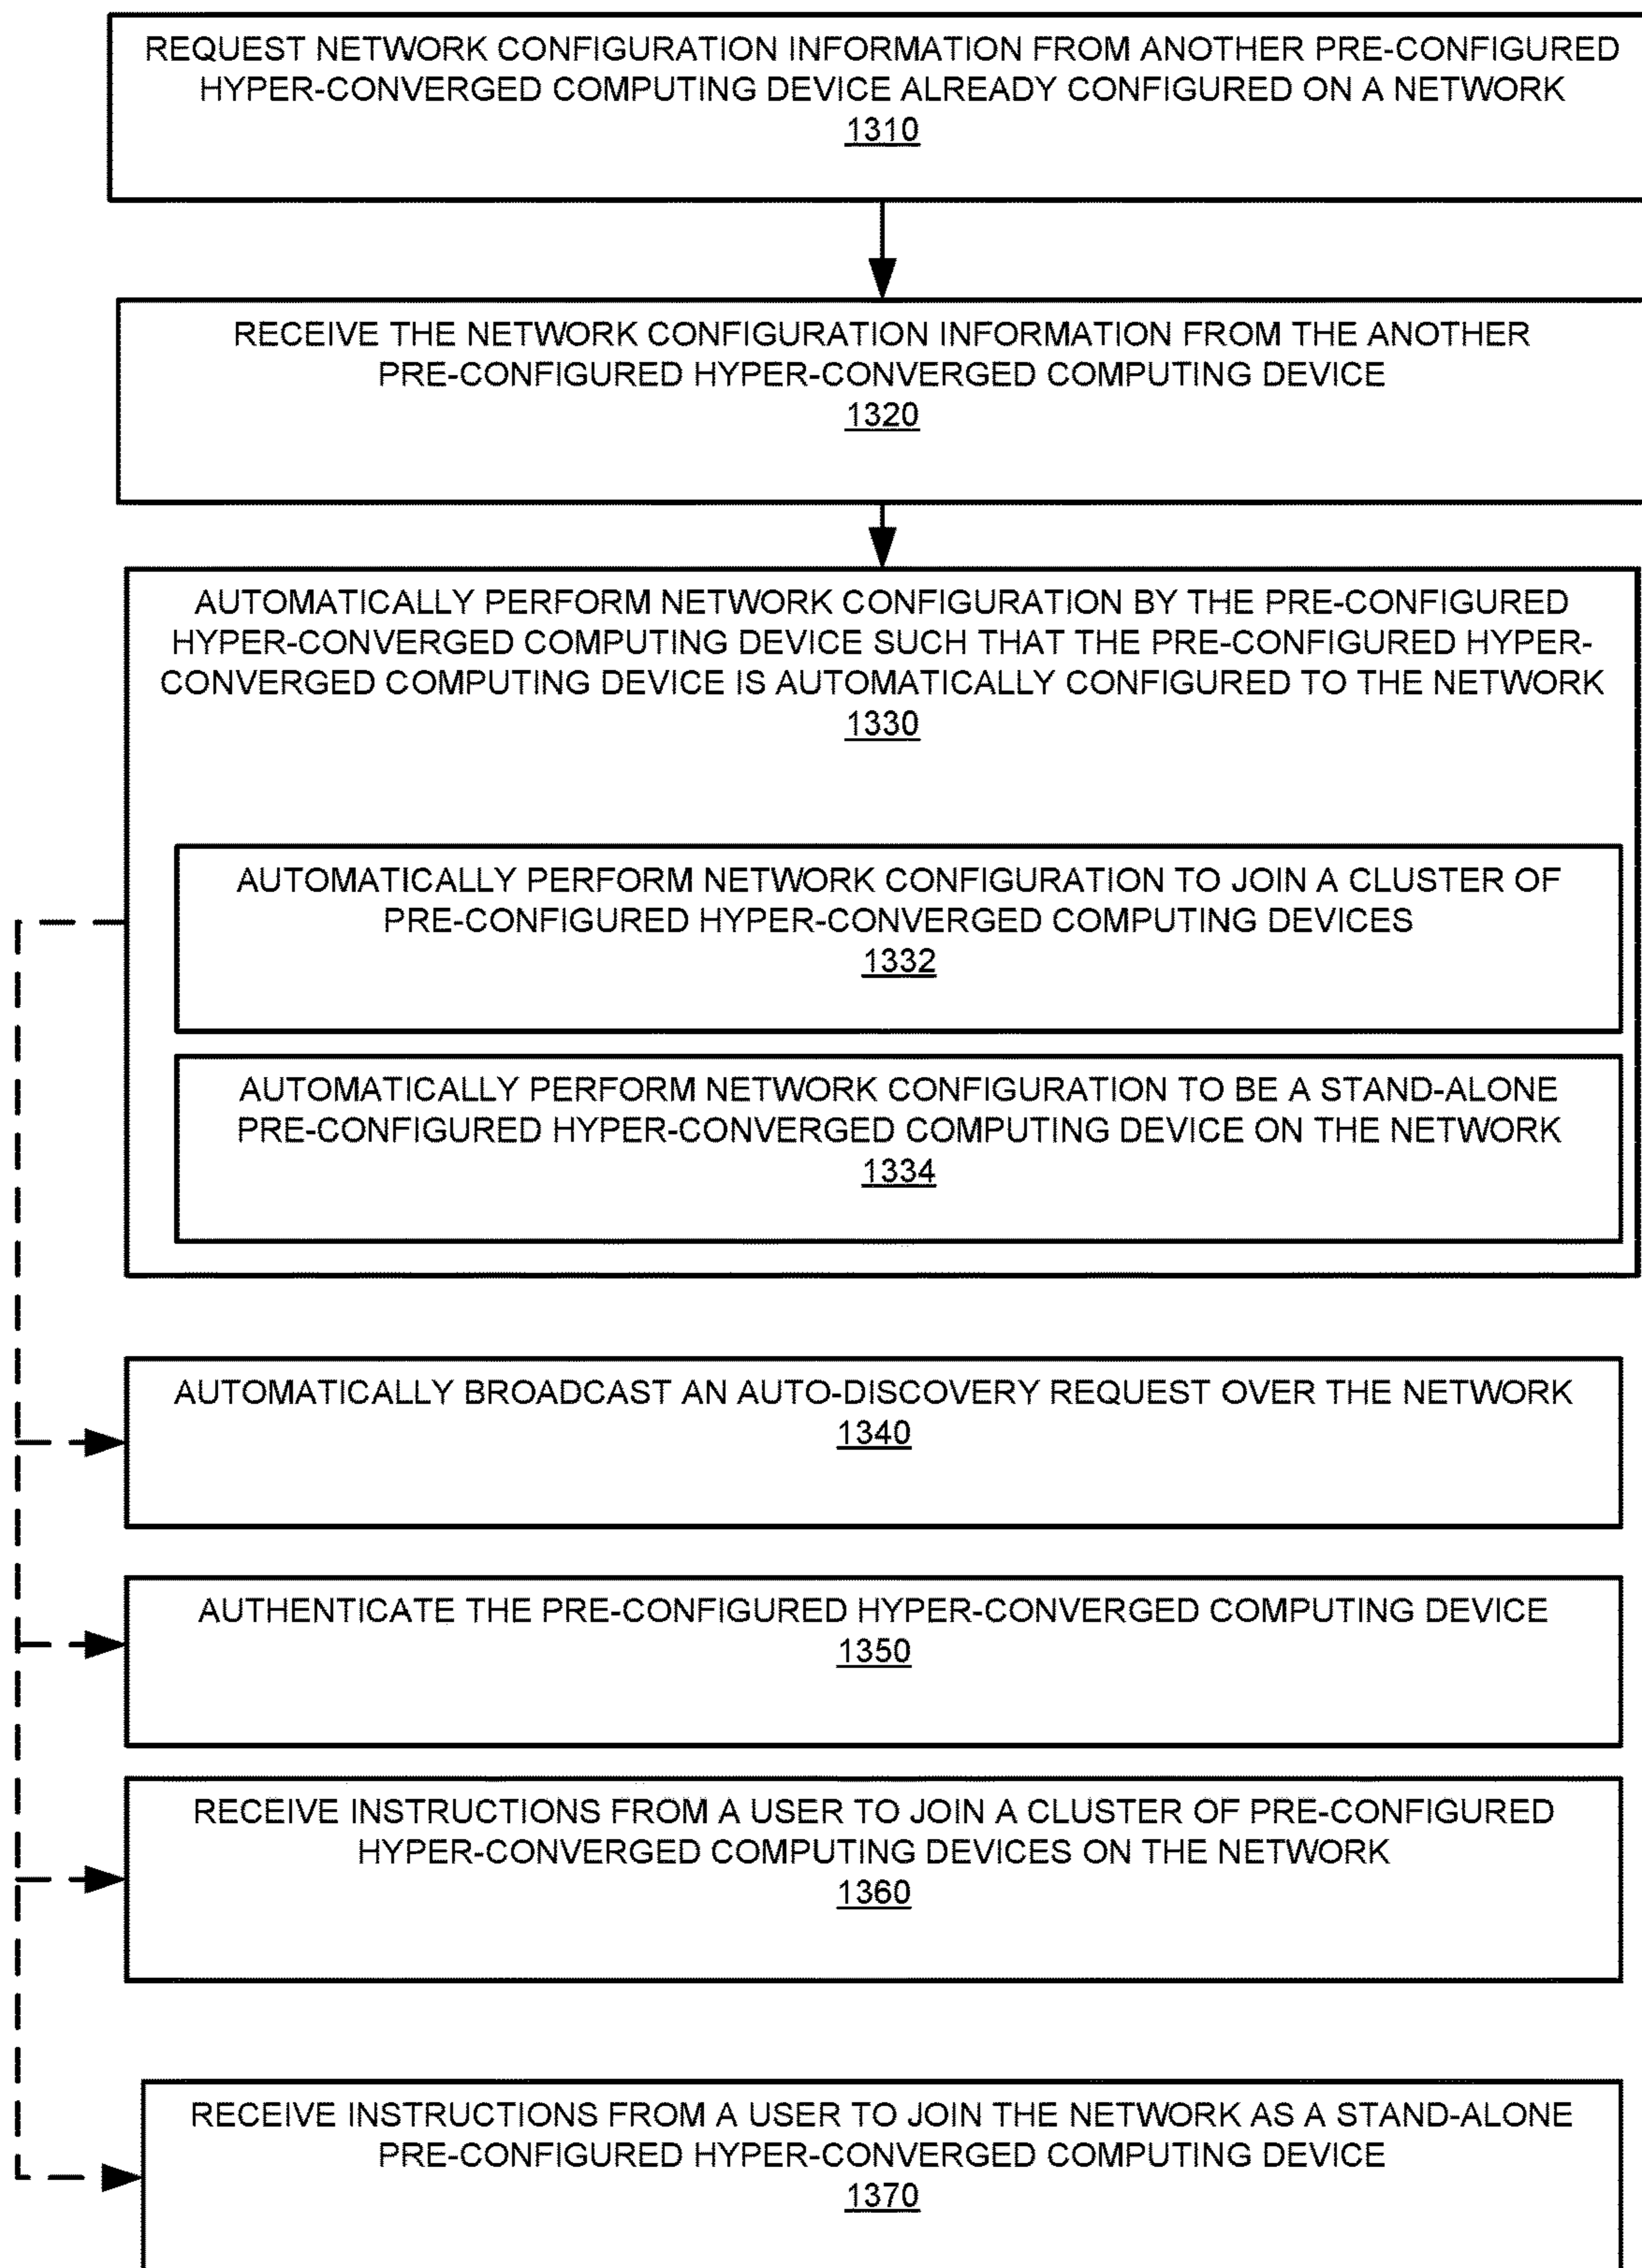 REQUEST NETWORK CONFIGURATION INFORMATION FROM ANOTHER PRE-CONFIGURED
HYPER-CONVERGED COMPUTING DEVICE ALREADY CONFIGURED ON A NETWORK
1310
RECEIVE THE NETWORK CONFIGURATION INFORMATION FROM THE ANOTHER
PRE-CONFIGURED HYPER-CONVERGED COMPUTING DEVICE
1320
AUTOMATICALLY PERFORM NETWORK CONFIGURATION BY THE PRE-CONFIGURED
HYPER-CONVERGED COMPUTING DEVICE SUCH THAT THE PRE-CONFIGURED HYPER-
CONVERGED COMPUTING DEVICE IS AUTOMATICALLY CONFIGURED TO THE NETWORK
1330
AUTOMATICALLY PERFORM NETWORK CONFIGURATION TO JOIN A CLUSTER OF
PRE-CONFIGURED HYPER-CONVERGED COMPUTING DEVICES
1332
AUTOMATICALLY PERFORM NETWORK CONFIGURATION TO BE A STAND-ALONE
PRE-CONFIGURED HYPER-CONVERGED COMPUTING DEVICE ON THE NETWORK
1334
AUTOMATICALLY BROADCAST AN AUTO-DISCOVERY REQUEST OVER THE NETWORK
1340
AUTHENTICATE THE PRE-CONFIGURED HYPER-CONVERGED COMPUTING DEVICE
1350
RECEIVE INSTRUCTIONS FROM A USER TO JOIN A CLUSTER OF PRE-CONFIGURED
HYPER-CONVERGED COMPUTING DEVICES ON THE NETWORK
1360
RECEIVE INSTRUCTIONS FROM A USER TO JOIN THE NETWORK AS A STAND-ALONE
PRE-CONFIGURED HYPER-CONVERGED COMPUTING DEVICE
1370